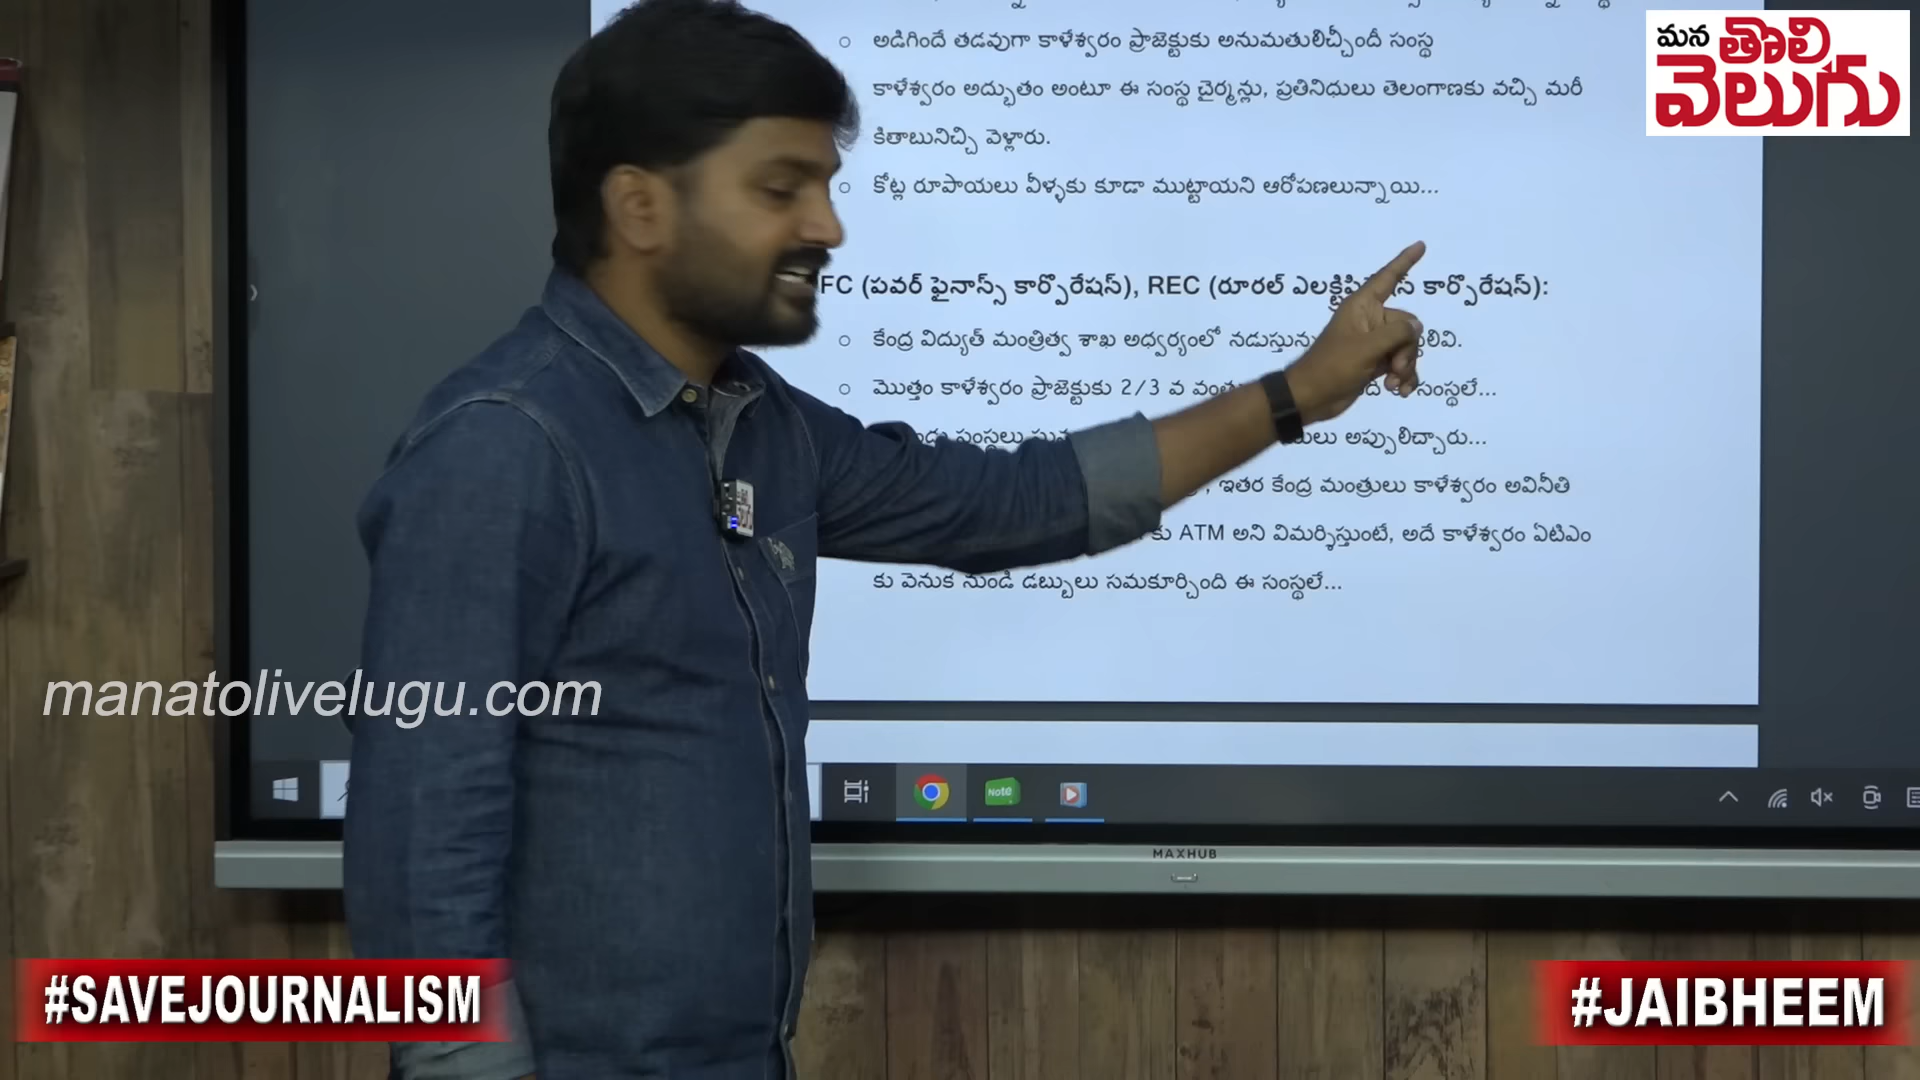 మన
తొలి
వెలుగు
అడిగిందే తడవుగా కాళేశ్వరం ప్రాజెక్టుకు అనుమతులిచ్చిందీ సంస్థ
కాళేశ్వరం అద్భుతం అంటూ ఈ సంస్థ చైర్మన్లు, ప్రతినిధులు తెలంగాణకు వచ్చి మరీ
కితాబునిచ్చి వెళ్లారు.
కోట్ల రూపాయలు వీళ్ళకు కూడా ముట్టాయని ఆరోపణలున్నాయి...
FC (పవర్ ఫైనాన్స్ కార్పొరేషన్), REC (రూరల్ కార్పొరేషన్):
కేంద్ర విద్యుత్ మంత్రిత్వ శాఖ అధ్వర్యంలో
మొత్తం కాళేశ్వరం ప్రాజెక్టుకు 2/3 వ సంస్థలే...
సంస్థలు అప్పులిచ్చారు...
, ఇతర కేంద్ర మంత్రులు కాళేశ్వరం అవినీతి
కు ATM అని విమర్శిస్తుంటే, అదే కాళేశ్వరం ఏటిఎం
కు వెనుక నుండి డబ్బులు సమకూర్చింది ఈ సంస్థలే...
manatolivelugu.com
Note
MAXHUB
#SAVEJOURNALISM
#JAIBHEEM